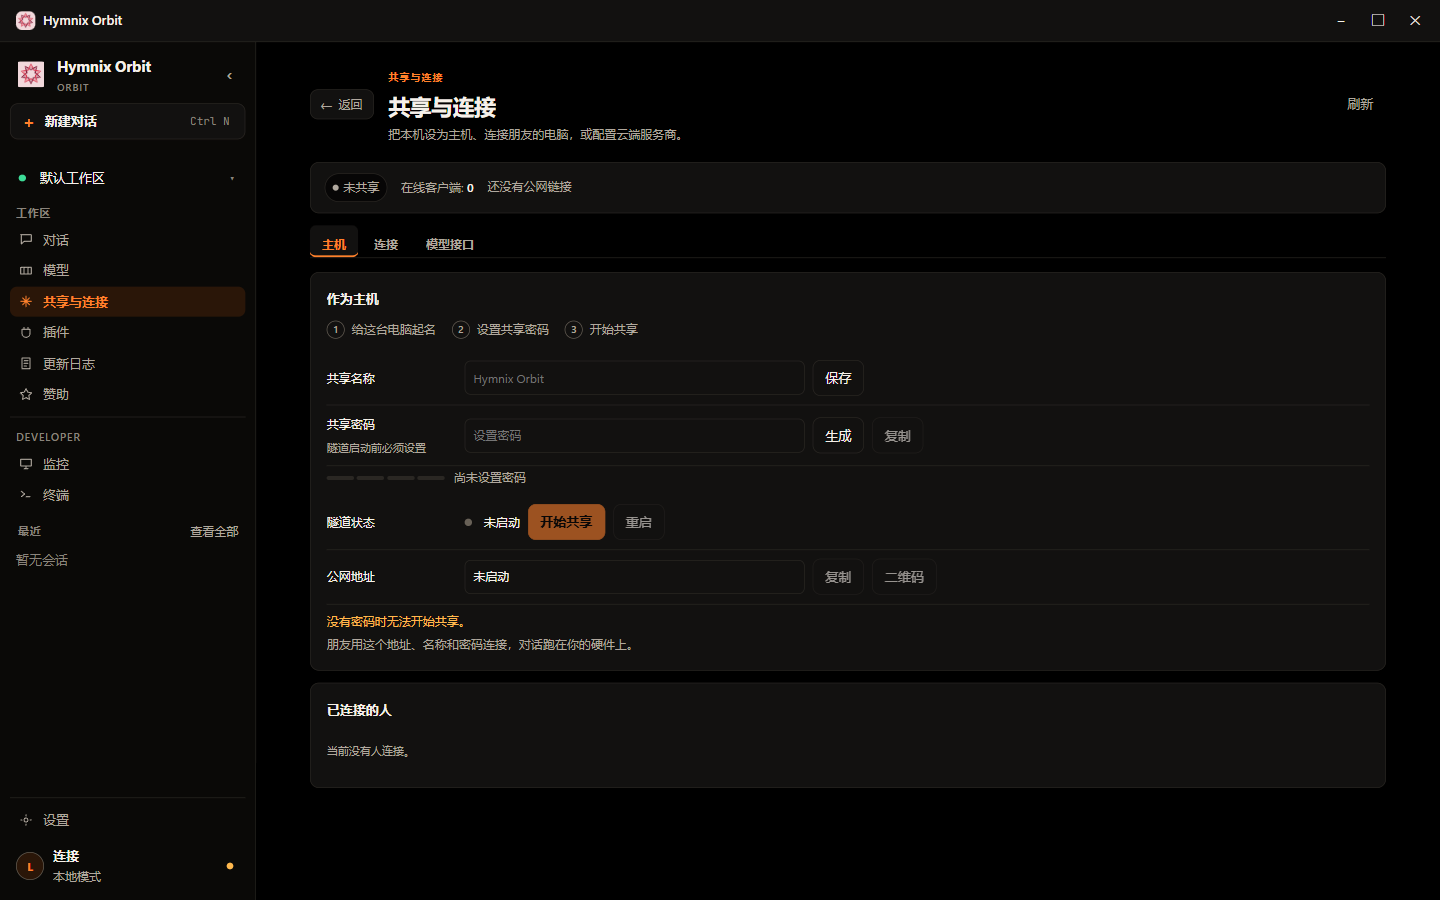 Hymnix Orbit
Hymnix Orbit
ORBIT
新建对话 Ctrl N
默认工作区
工作区
对话
模型
共享与连接
插件
更新日志
赞助
DEVELOPER
监控
终端
最近 查看全部
暂无会话
设置
L 连接
本地模式
共享与连接
← 返回 共享与连接 刷新
把本机设为主机、连接朋友的电脑，或配置云端服务商。
未共享 在线客户端: 0 还没有公网链接
主机 连接 模型接口
作为主机
1 给这台电脑起名 2 设置共享密码 3 开始共享
共享名称 Hymnix Orbit 保存
共享密码 设置密码 生成 复制
隧道启动前必须设置
尚未设置密码
隧道状态 未启动 开始共享 重启
公网地址 未启动 复制 二维码
没有密码时无法开始共享。
朋友用这个地址、名称和密码连接，对话跑在你的硬件上。
已连接的人
当前没有人连接。